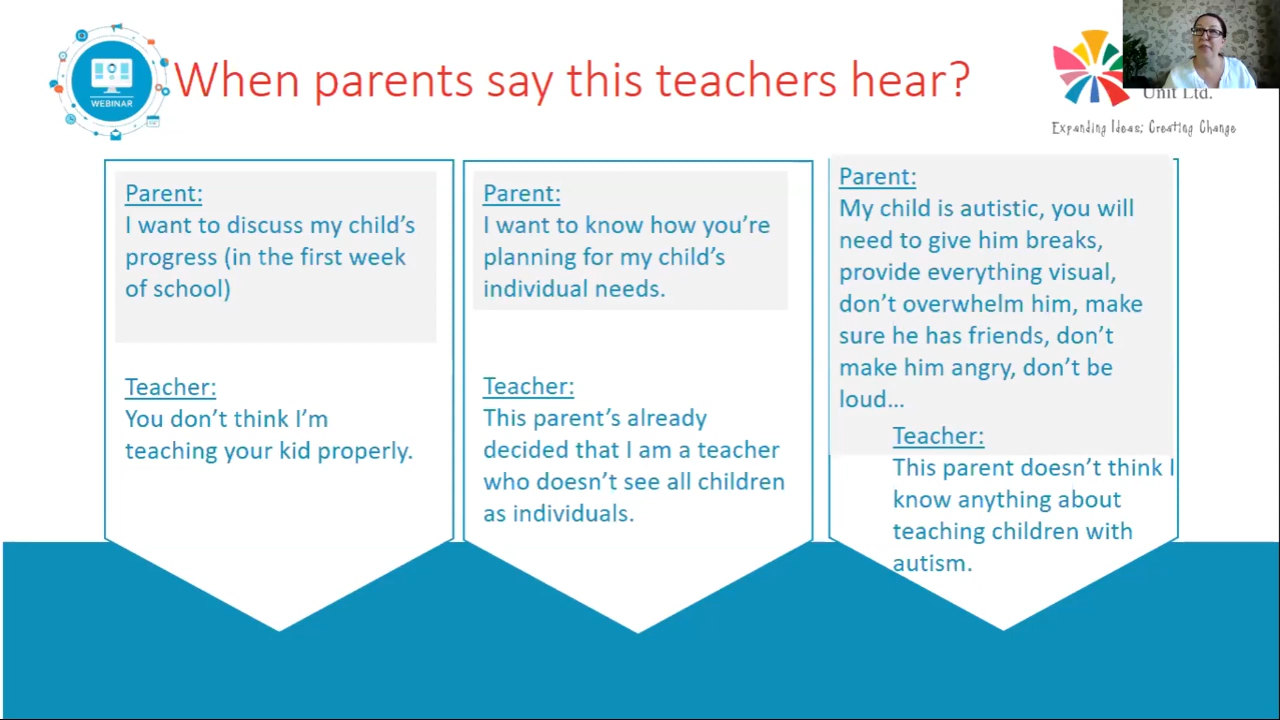 WEBINAR
When parents say this teachers hear?
Unit Ltd.
Expanding Ideas; Creating Change
Parent:
I want to discuss my child’s
progress (in the first week
of school)
Teacher:
You don’t think I’m
teaching your kid properly.
Parent:
I want to know how you’re
planning for my child’s
individual needs.
Teacher:
This parent’s already
decided that I am a teacher
who doesn’t see all children
as individuals.
Parent:
My child is autistic, you will
need to give him breaks,
provide everything visual,
don’t overwhelm him, make
sure he has friends, don’t
make him angry, don’t be
loud…
Teacher:
This parent doesn’t think I
know anything about
teaching children with
autism.